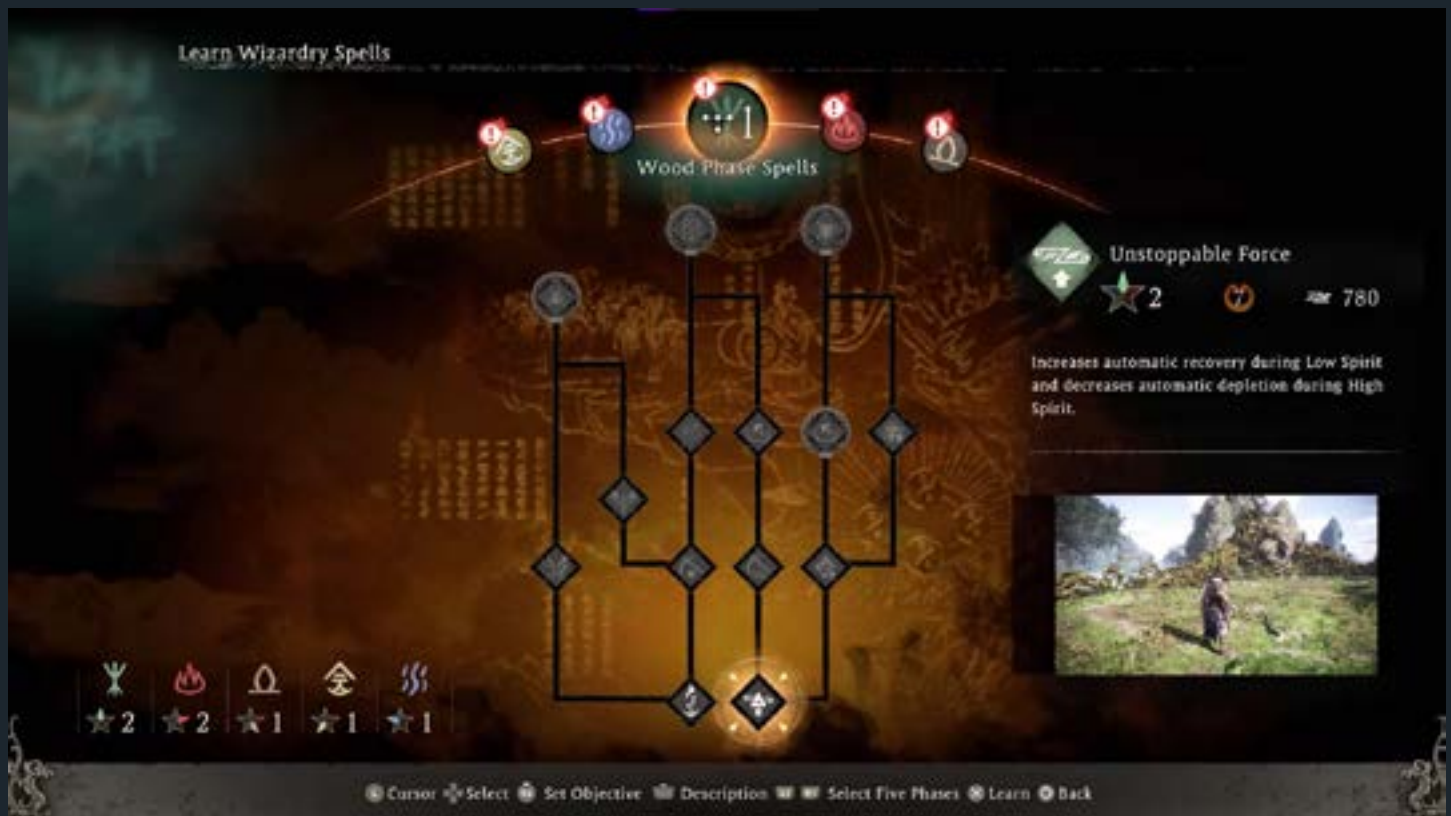 Learn Wizardry Spells
1
Wood Phase Spells
Unstoppable Force
2
780
Increases automatic recovery during Low Spirit
and decreases automatic depletion during High
Spirit.
2 2 1 1 1
Cursor Select Set Objective Description Select Five Phases Learn Back